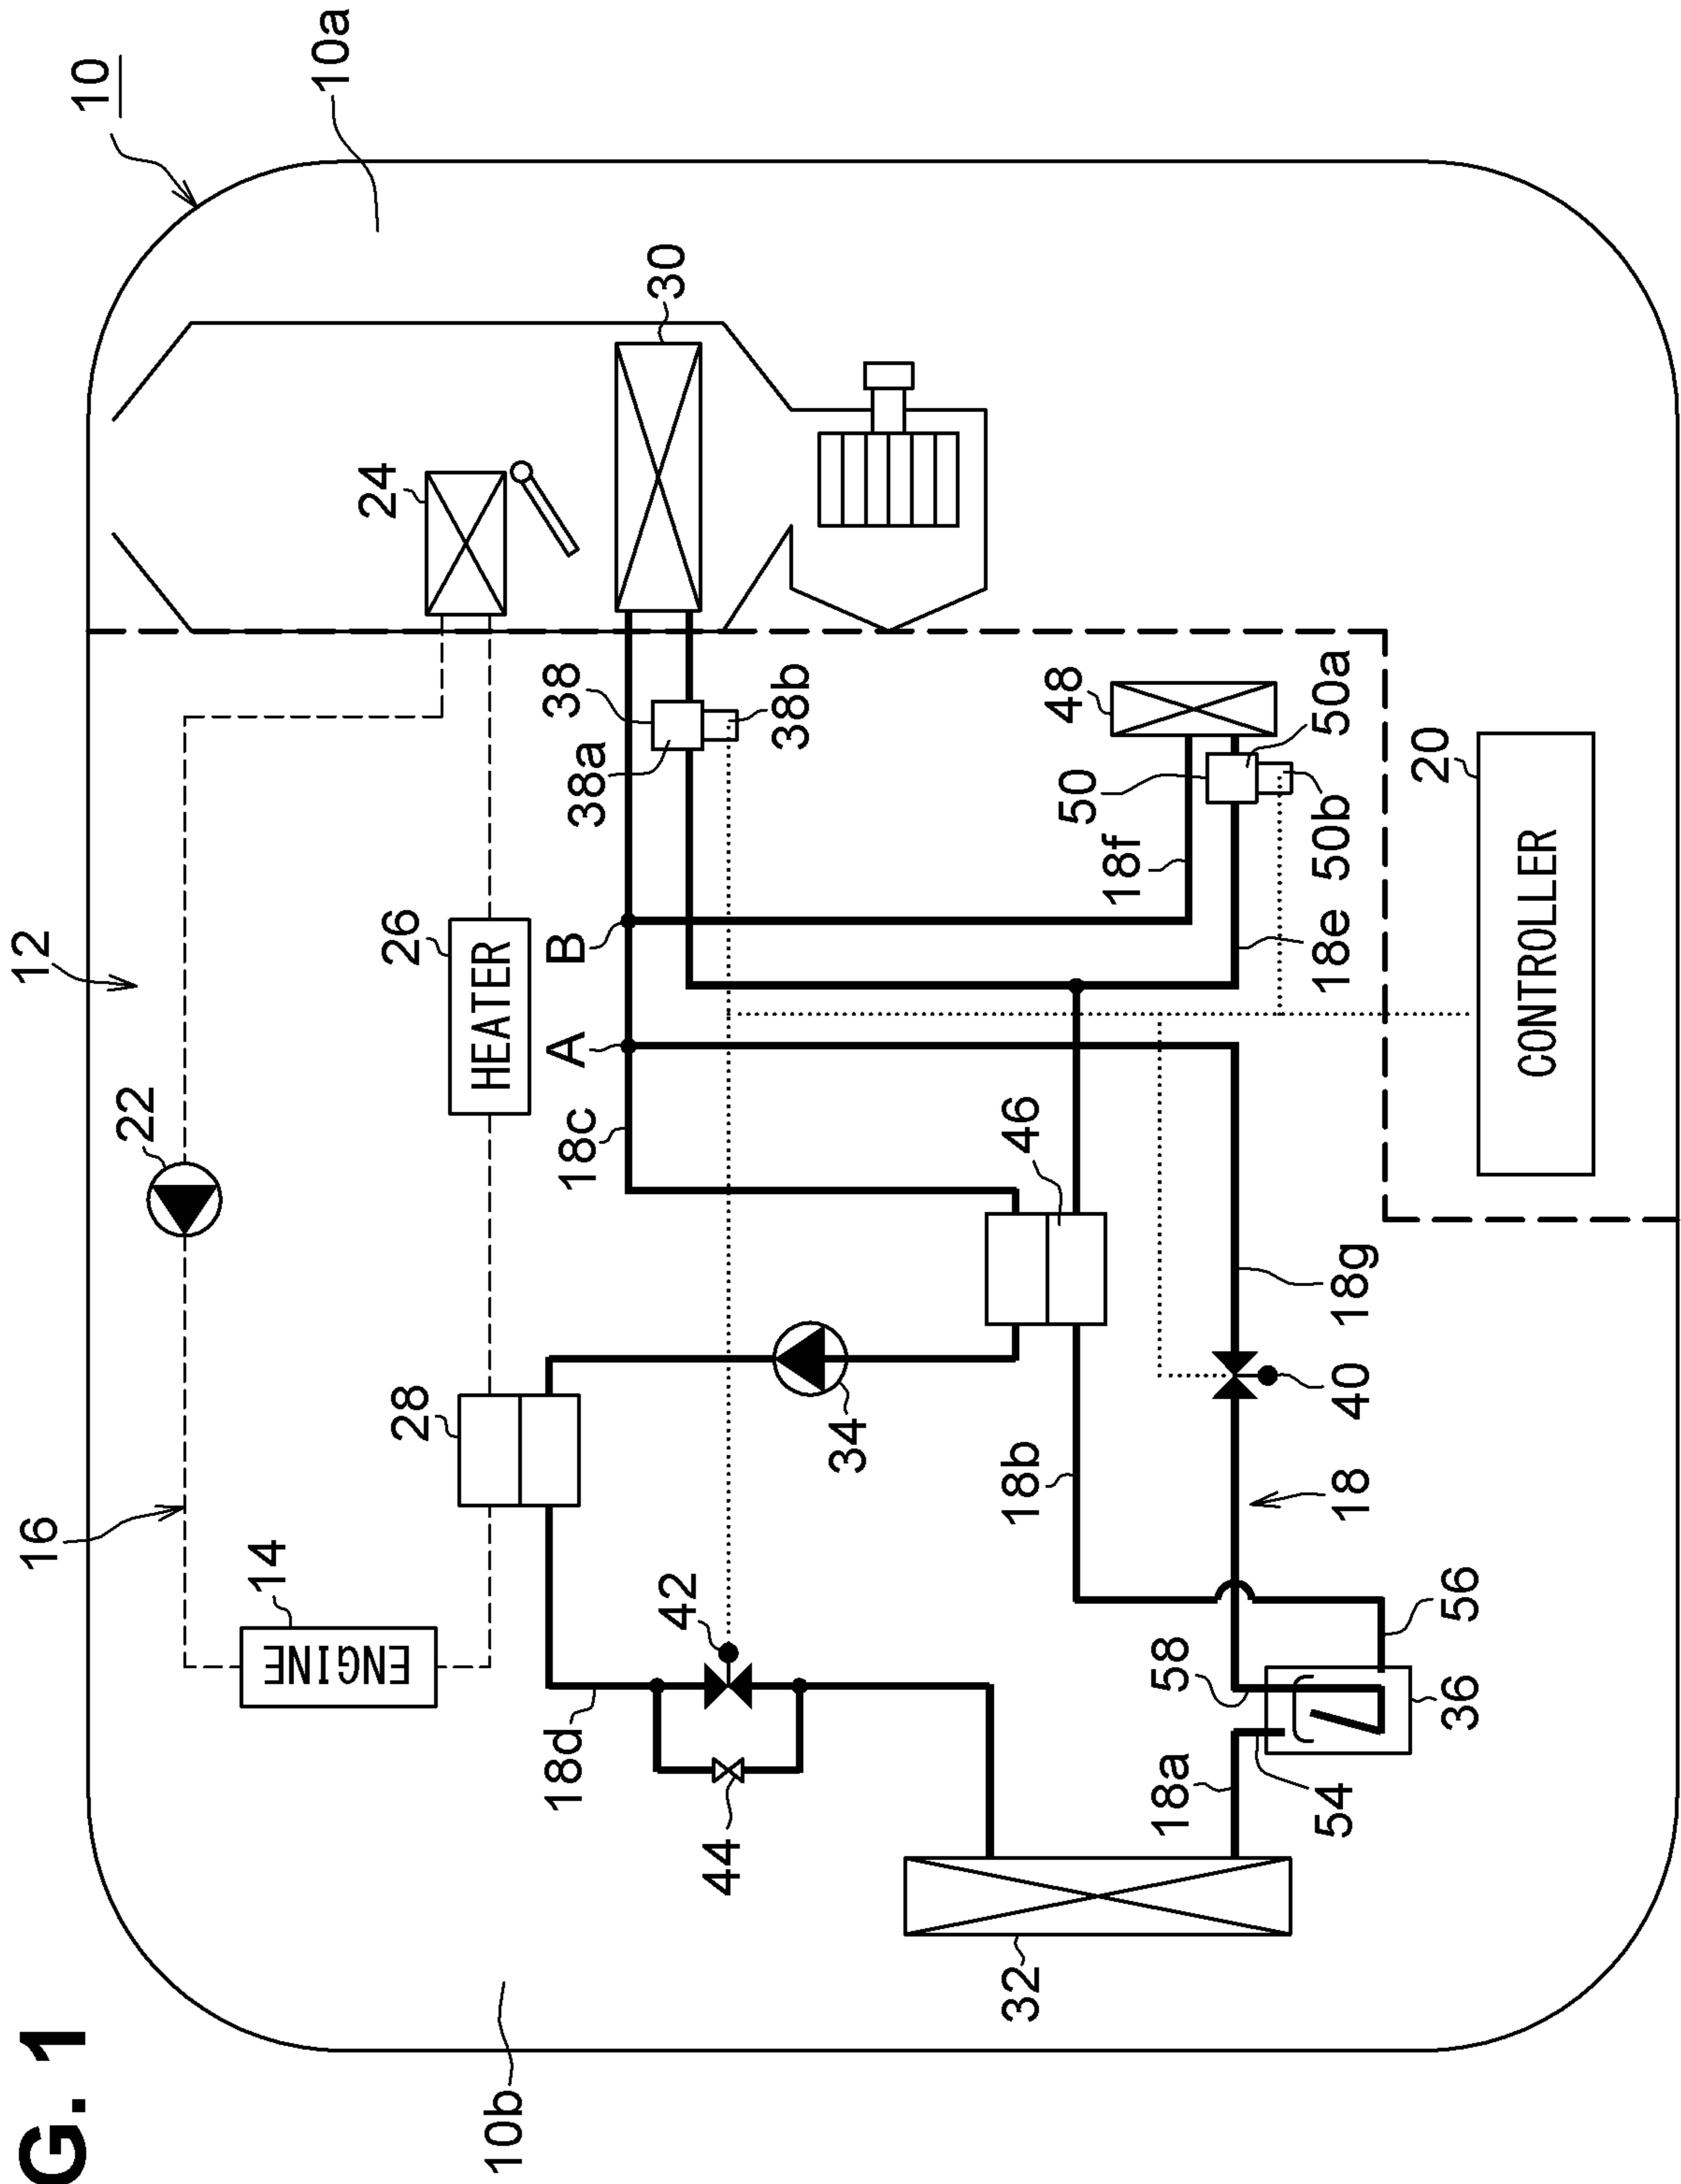 G. 1
16
12
10
22
14
10a
ENGINE
28
26
24
HEATER
10b
18d
18c
A
B
38
38a
30
44
42
38b
34
32
18b
46
48
50
18f
18a
58
54
18
40
18g
18e
50b
50a
36
56
20
CONTROLLER